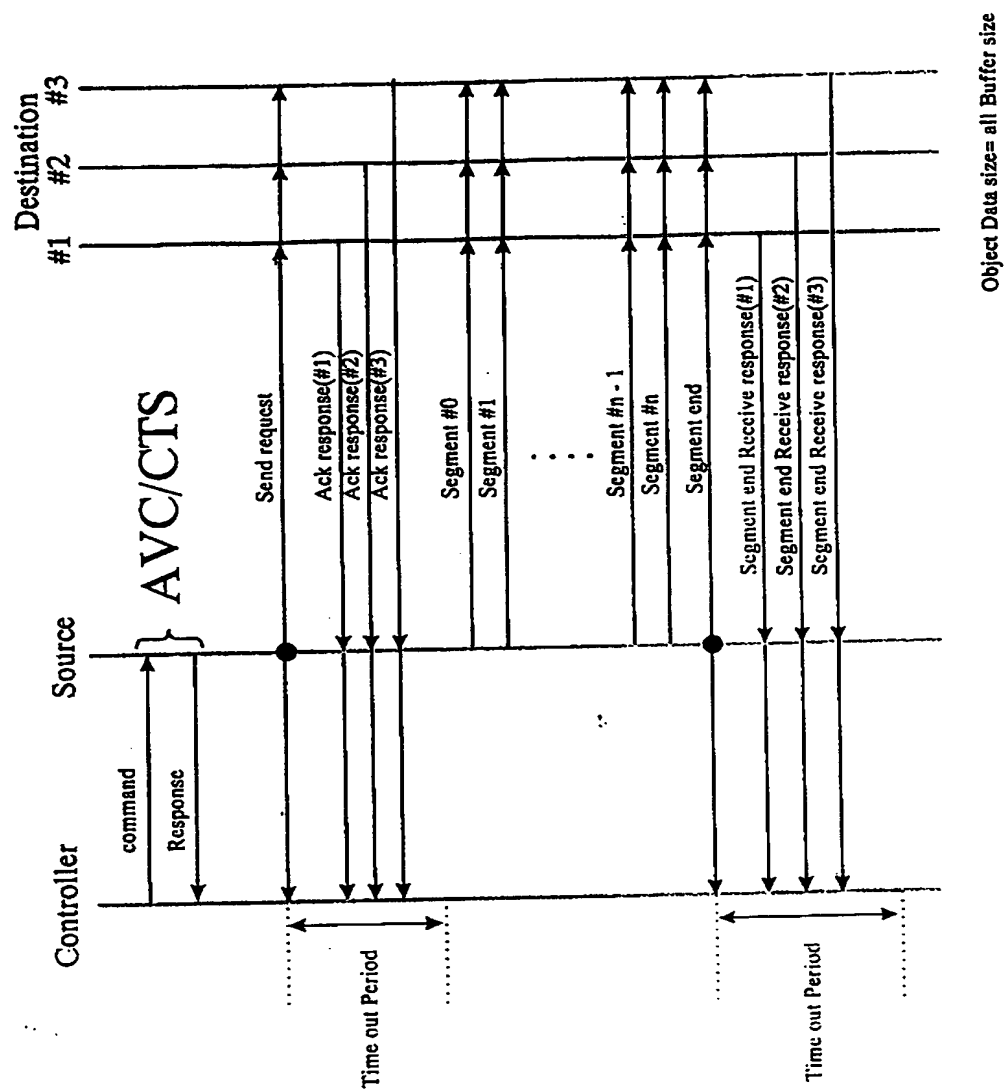 Controller
Source
Destination
#1
#2
#3
command
Response
AVC/CTS
Send request
Ack response(#1)
Ack response(#2)
Ack response(#3)
Time out Period
Segment #0
Segment #1
. . . .
Segment #n - 1
Segment #n
Segment end
Segment end Receive response(#1)
Segment end Receive response(#2)
Segment end Receive response(#3)
Time out Period
Object Data size= all Buffer size